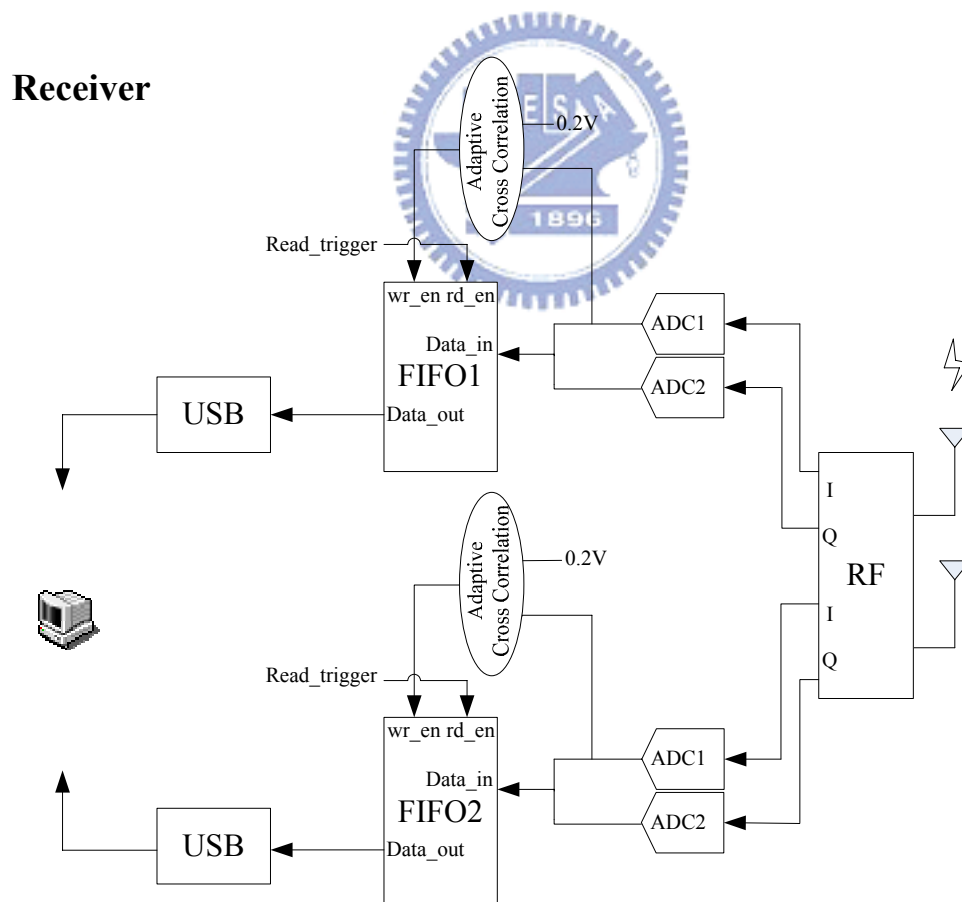 Receiver
E S A
1896
Adaptive
Cross Correlation
0.2V
Read_trigger
wr_en rd_en
Data_in
FIFO1
Data_out
USB
ADC1
ADC2
I
Q
RF
I
Q
Adaptive
Cross Correlation
0.2V
Read_trigger
wr_en rd_en
Data_in
FIFO2
Data_out
USB
ADC1
ADC2